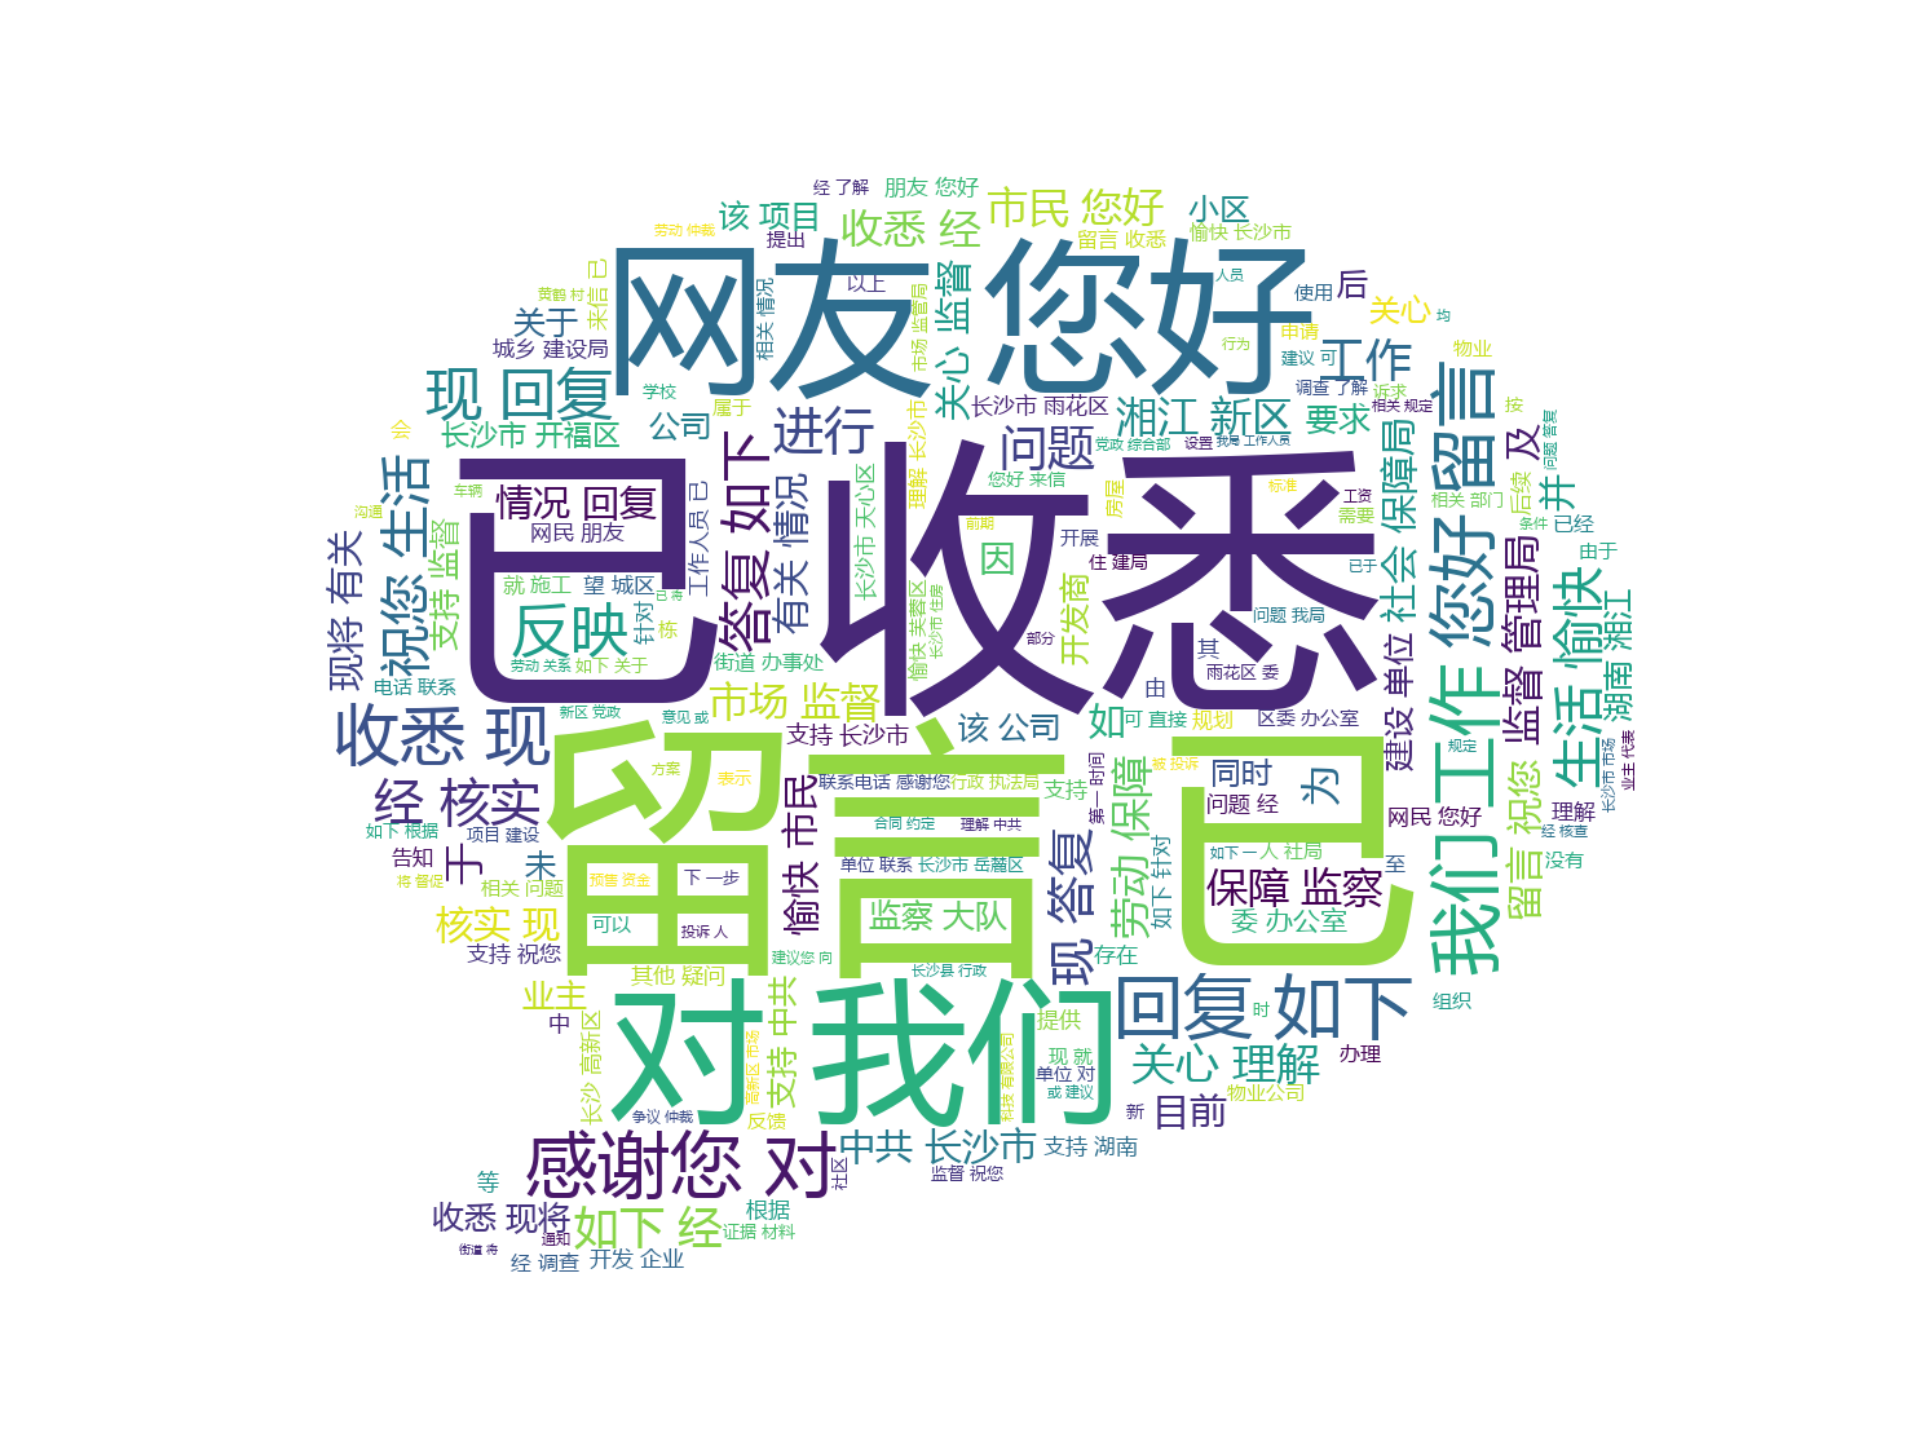 经 了解
朋友 您好
市民 您好
该 项目
收悉 经
小区
劳动 仲裁
提出
留言 收悉
愉快 长沙市
网友 您好
来信 已
黄鹤 村
相关 情况
以上
市场 监管局
关心 监督
人员
使用
后
关心
均
关于
城乡 建设局
申请
行为
建议 可
工作
物业
现 回复
学校
属于
长沙市 雨花区
湘江 新区
调查 了解
诉求
要求
相关 规定
按
会
长沙市 开福区
公司
进行
理解 长沙市
问题
党政 综合部
设置
我局 工作人员
社会 保障局
您好 留言
及
问题 答复
已 收悉
车辆
沟通
情况 回复
网民 朋友
答复 如下
有关 情况
长沙市 天心区
您好 来信
前期
房屋
标准
工资
需要
相关 部门
后续
并
条件
已经
祝您 生活
支持 监督
现将 有关
工作人员 已
因
开展
住 建局
已于
由于
就 施工
望 城区
已 将
反映
针对
栋
愉快 芙蓉区
长沙市 住房
部分
开发商
问题 我局
监督 管理局
生活 愉快
湖南 湘江
劳动 关系
如下 关于
街道 办事处
其
雨花区 委
建设 单位
我们 工作
电话 联系
新区 党政
意见 或
市场 监督
由
收悉 现
支持 长沙市
该 公司
如
可 直接
规划
区委 办公室
规定
长沙市 市场
业主 代表
留言 已
方案
表示
联系电话 感谢您
行政 执法局
支持
第一 时间
被 投诉
同时
为
问题 经
网民 您好
留言 祝您
理解
经 核实
愉快 市民
合同 约定
理解 中共
劳动 保障
如下 根据
项目 建设
经 核查
告知
于
未
将 督促
相关 问题
预售 资金
下 一步
单位 联系
长沙市 岳麓区
现 答复
如下 针对
如下 一
人 社局
保障 监察
至
没有
核实 现
可以
投诉 人
监察 大队
委 办公室
支持 祝您
建议您 向
存在
其他 疑问
长沙县 行政
业主
中
长沙 高新区
对 我们
高新区 市场
支持 中共
科技 有限公司
提供
回复 如下
时
组织
现 就
单位 对
关心 理解
办理
或 建议
物业公司
争议 仲裁
反馈
新
目前
感谢您 对
社区
中共 长沙市
支持 湖南
监督 祝您
等
收悉 现将
如下 经
根据
证据 材料
通知
街道 将
经 调查
开发 企业